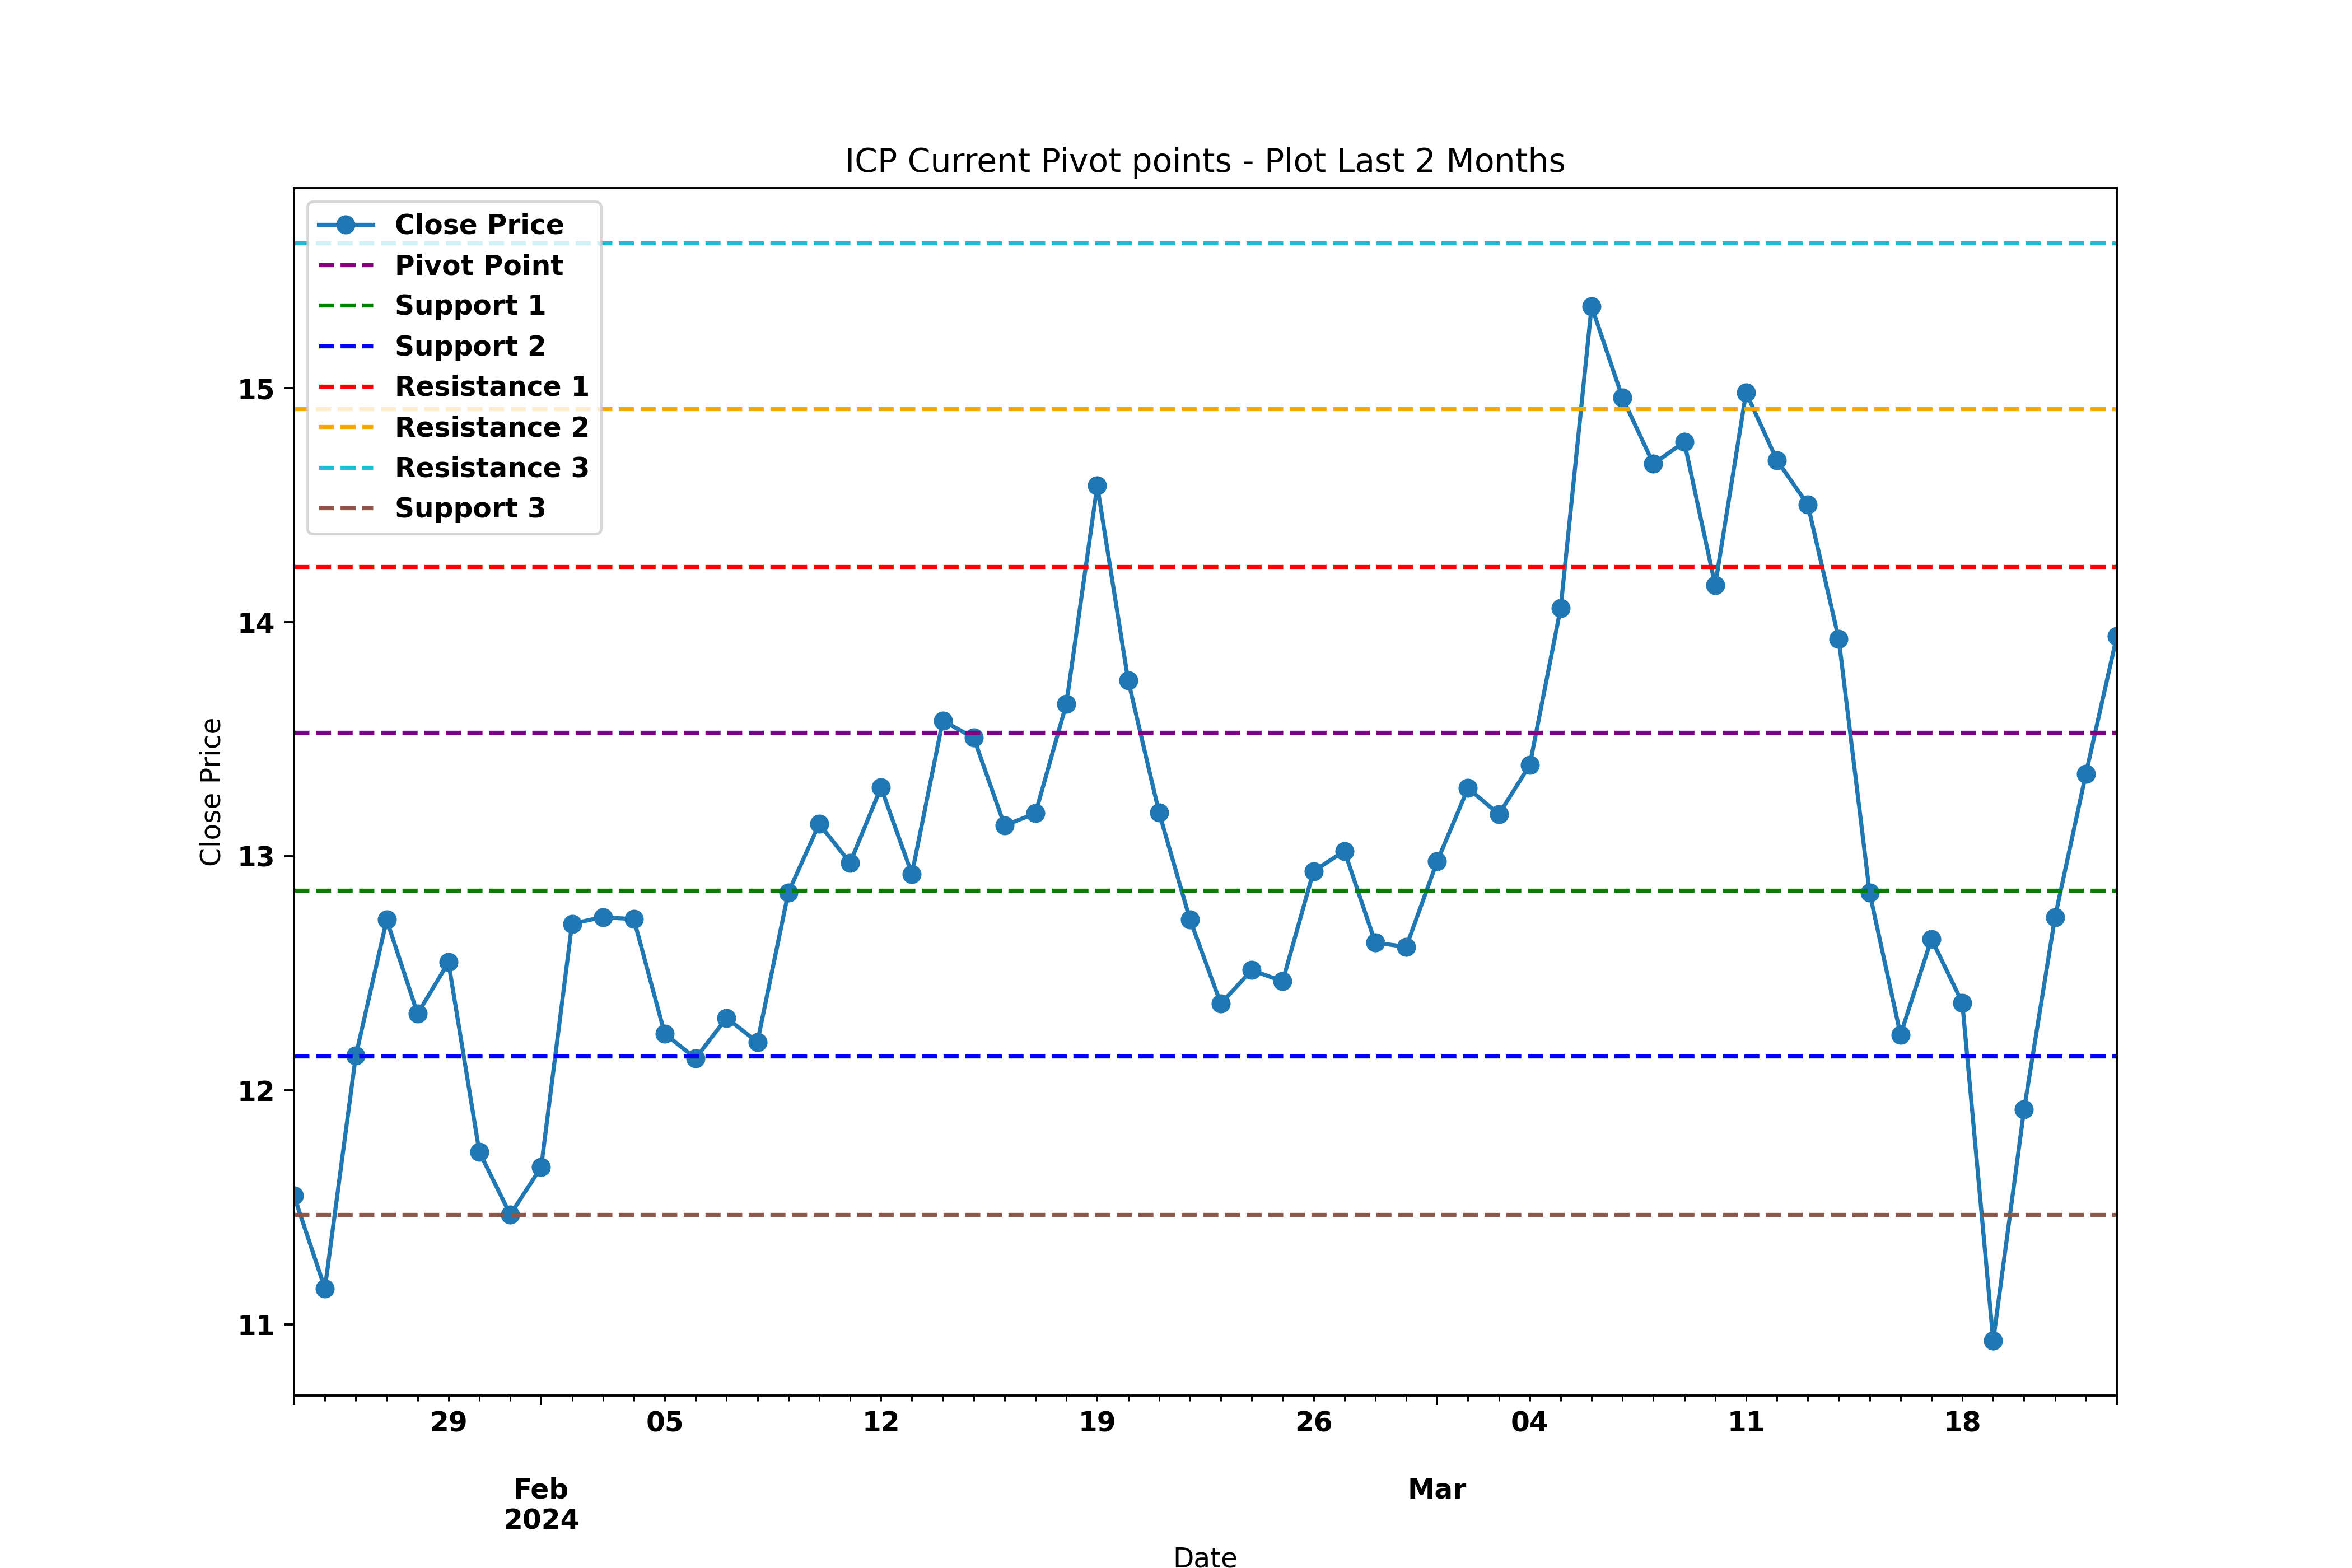 ICP Current Pivot points - Plot Last 2 Months
Close Price
Pivot Point
Support 1
Support 2
Resistance 1
Resistance 2
Resistance 3
Support 3
15
14
13
12
11
Close Price
29
05
12
19
26
04
11
18
Feb
2024
Mar
Date